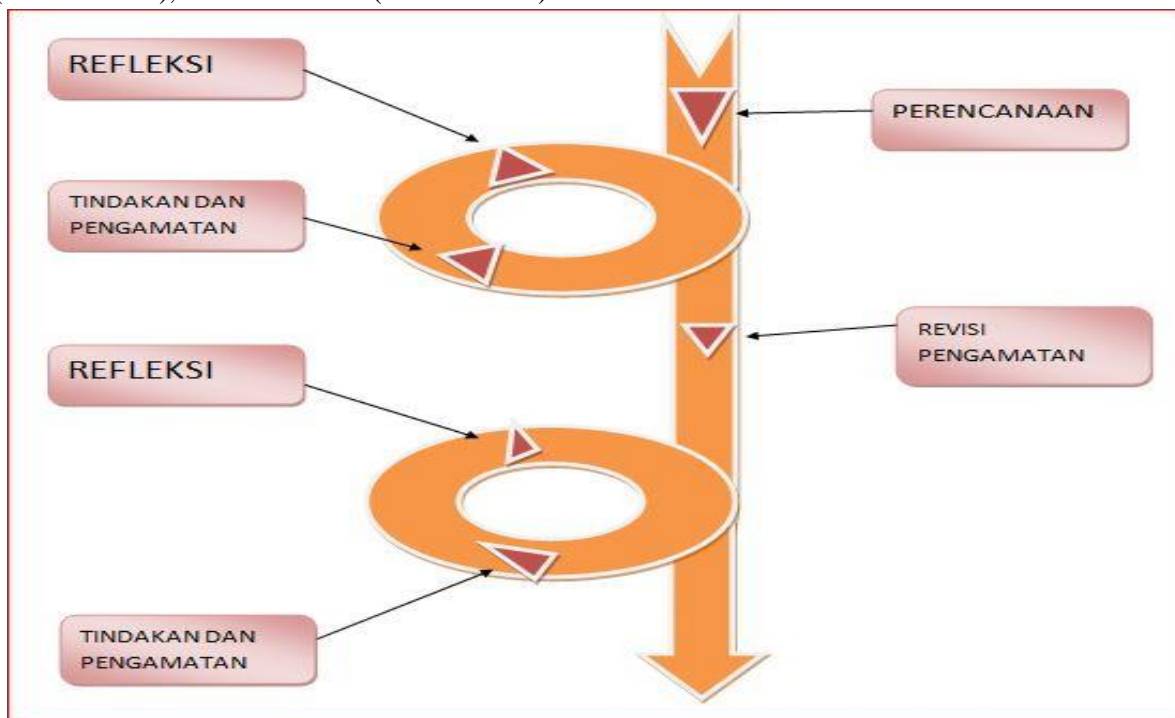 REFLEKSI
PERENCANAAN
TINDAKAN DAN
PENGAMATAN
REVISI
PENGAMATAN
REFLEKSI
TINDAKAN DAN
PENGAMATAN